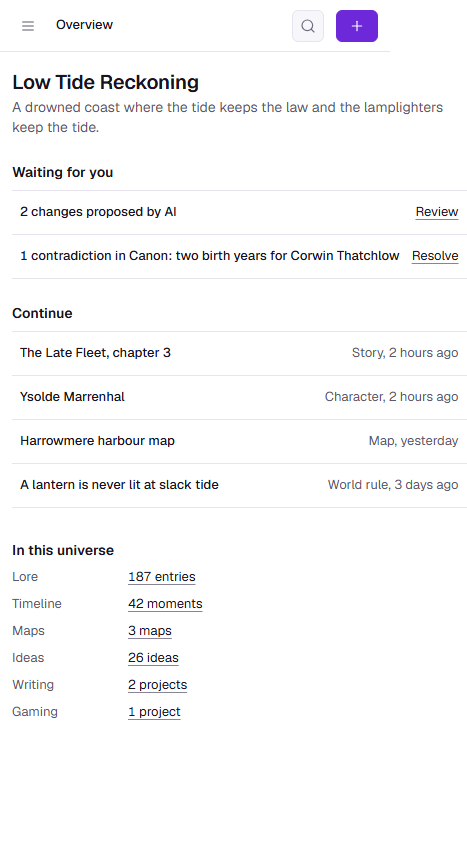 Overview
Low Tide Reckoning
A drowned coast where the tide keeps the law and the lamplighters
keep the tide.
Waiting for you
2 changes proposed by AI Review
1 contradiction in Canon: two birth years for Corwin Thatchlow Resolve
Continue
The Late Fleet, chapter 3 Story, 2 hours ago
Ysolde Marrenhal Character, 2 hours ago
Harrowmere harbour map Map, yesterday
A lantern is never lit at slack tide World rule, 3 days ago
In this universe
Lore 187 entries
Timeline 42 moments
Maps 3 maps
Ideas 26 ideas
Writing 2 projects
Gaming 1 project